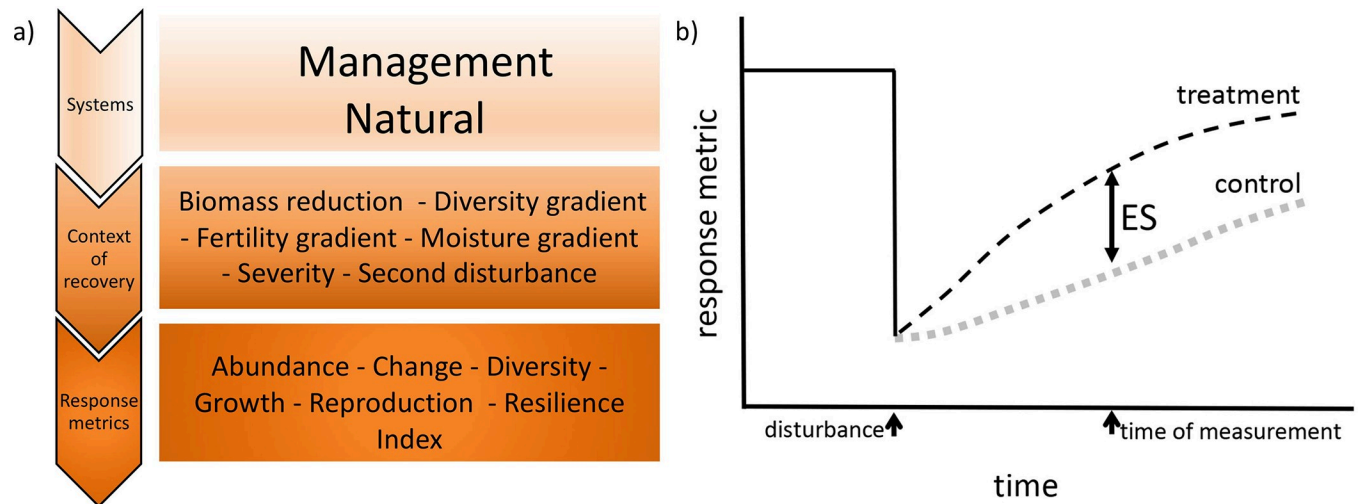 a)
Systems
Management
Natural
Context
of
recovery
Biomass reduction - Diversity gradient
- Fertility gradient - Moisture gradient
- Severity - Second disturbance
Response
metrics
Abundance - Change - Diversity -
Growth - Reproduction - Resilience
Index
b)
response metric
treatment
control
ES
disturbance
time of measurement
time